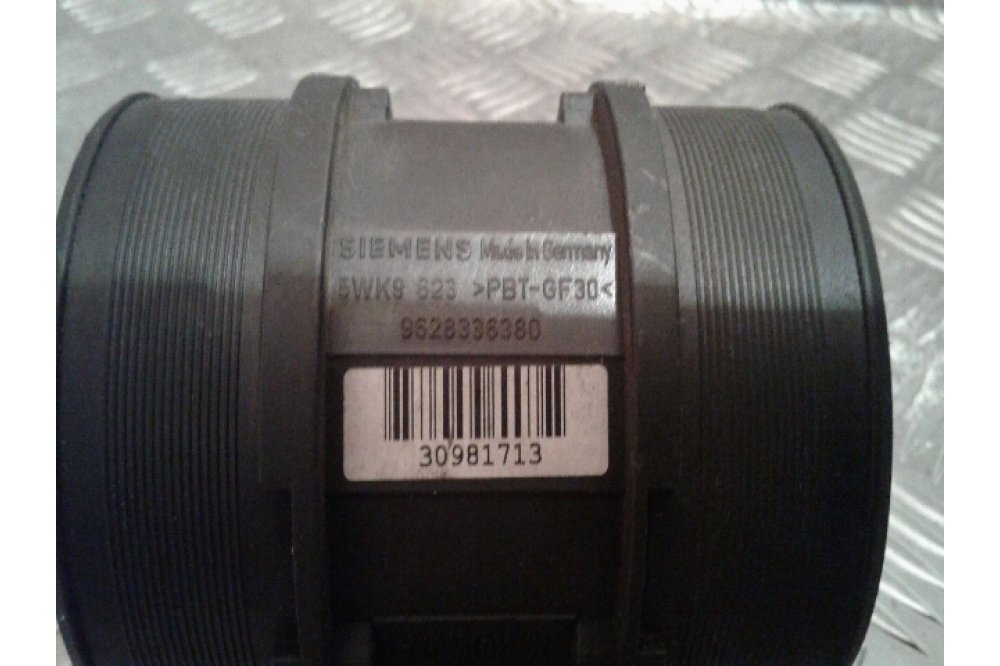 SIEMENS Made in Germany
5WK9 623 >PBT-GF30<
9628336380
30981713